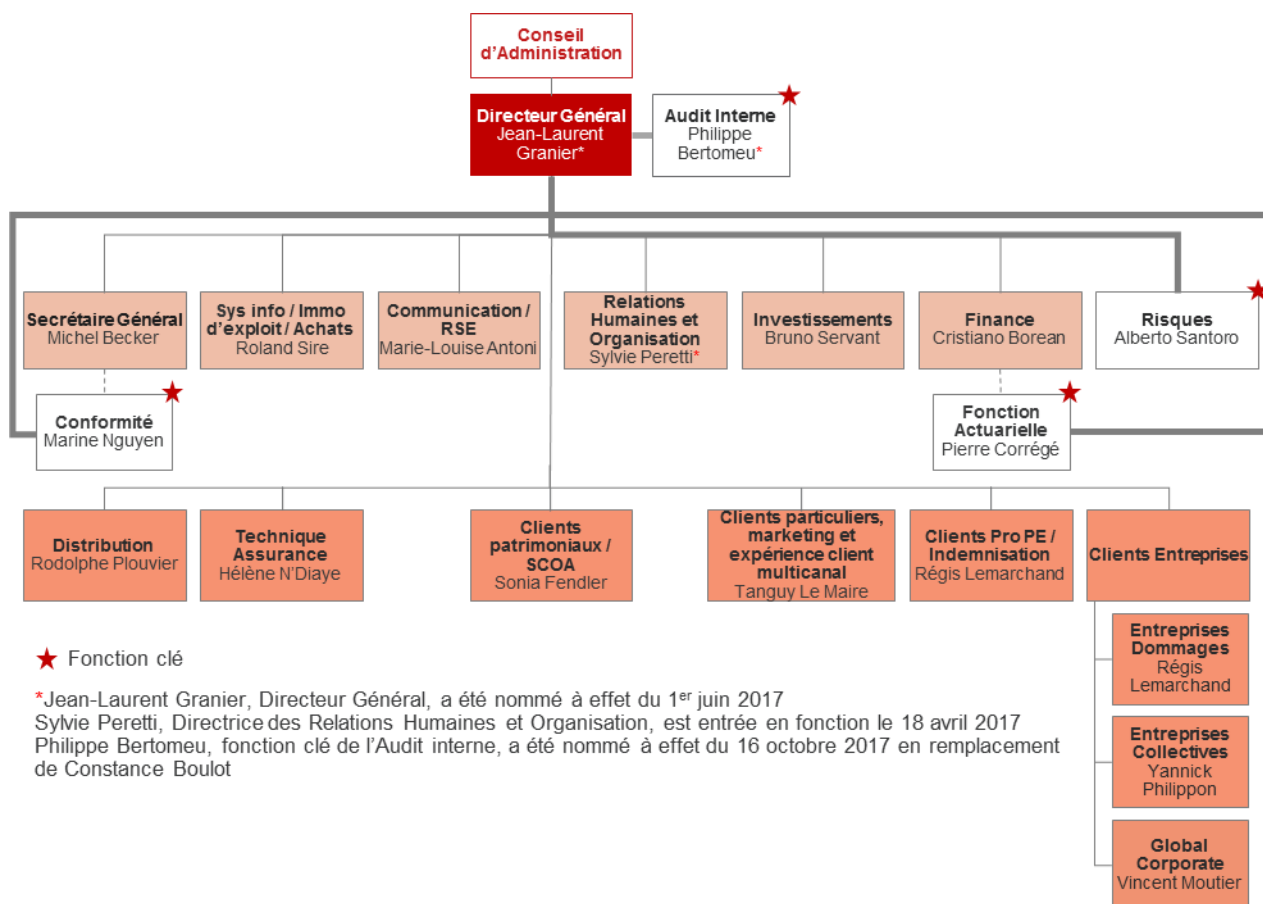 Conseil
d'Administration
Directeur Général
Jean-Laurent
Granier*
Audit Interne
Philippe
Bertomeu*
Secrétaire Général
Michel Becker
Sys info / Immo
d'exploit / Achats
Roland Sire
Communication /
RSE
Marie-Louise Antoni
Relations
Humaines et
Organisation
Sylvie Peretti*
Investissements
Bruno Servant
Finance
Cristiano Borean
Risques
Alberto Santoro
Conformité
Marine Nguyen
Fonction
Actuarielle
Pierre Corrégé
Distribution
Rodolphe Plouvier
Technique
Assurance
Hélène N'Diaye
Clients
patrimoniaux /
SCOA
Sonia Fendler
Clients particuliers,
marketing et
expérience client
multicanal
Tanguy Le Maire
Clients Pro PE /
Indemnisation
Régis Lemarchand
Clients Entreprises
Entreprises
Dommages
Régis
Lemarchand
Entreprises
Collectives
Yannick
Philippon
Global
Corporate
Vincent Moutier
Fonction clé
*Jean-Laurent Granier, Directeur Général, a été nommé à effet du 1er juin 2017
Sylvie Peretti, Directrice des Relations Humaines et Organisation, est entrée en fonction le 18 avril 2017
Philippe Bertomeu, fonction clé de l'Audit interne, a été nommé à effet du 16 octobre 2017 en remplacement
de Constance Boulot